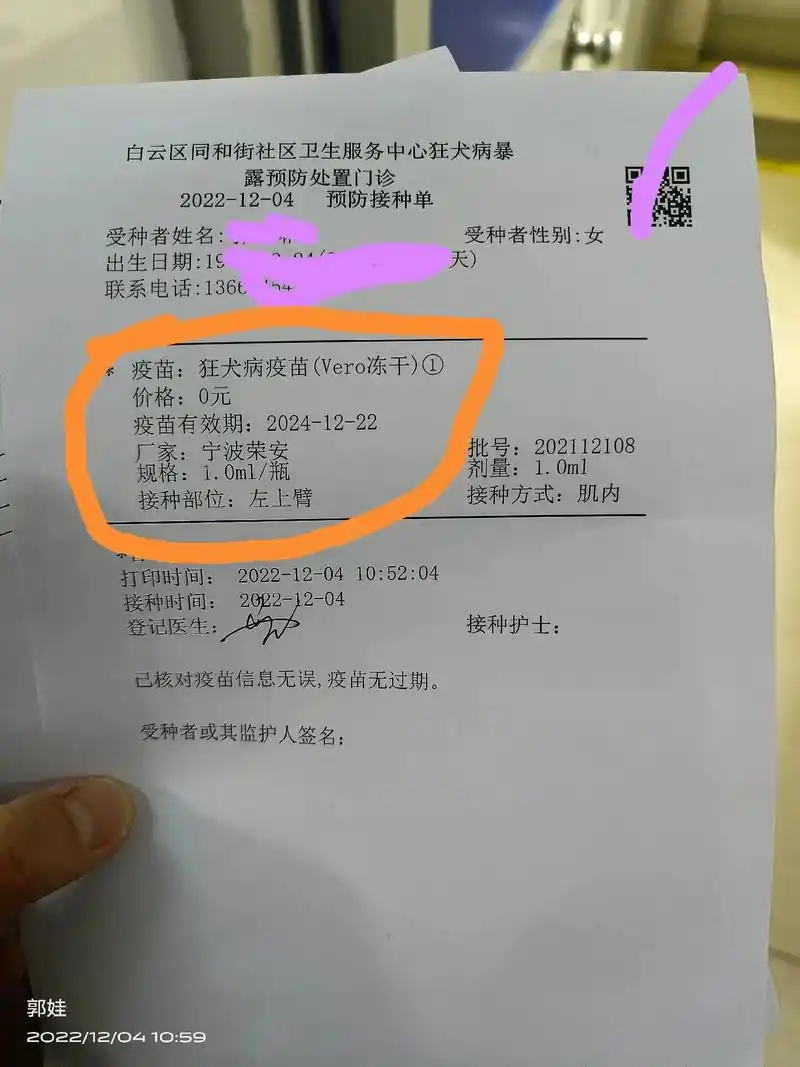 白云区同和街社区卫生服务中心狂犬病暴
露预防处置门诊
2022-12-04 预防接种单
受种者姓名: 受种者性别:女
出生日期:19 天)
联系电话:136
* 疫苗: 狂犬病疫苗(Vero冻干)①
价格: 0元
疫苗有效期: 2024-12-22
厂家: 宁波荣安 批号: 202112108
规格: 1.0ml/瓶 剂量: 1.0ml
接种部位: 左上臂 接种方式: 肌内
打印时间: 2022-12-04 10:52:04
接种时间: 2022-12-04
登记医生: 接种护士:
已核对疫苗信息无误,疫苗无过期。
受种者或其监护人签名:
郭娃
2022/12/04 10:59